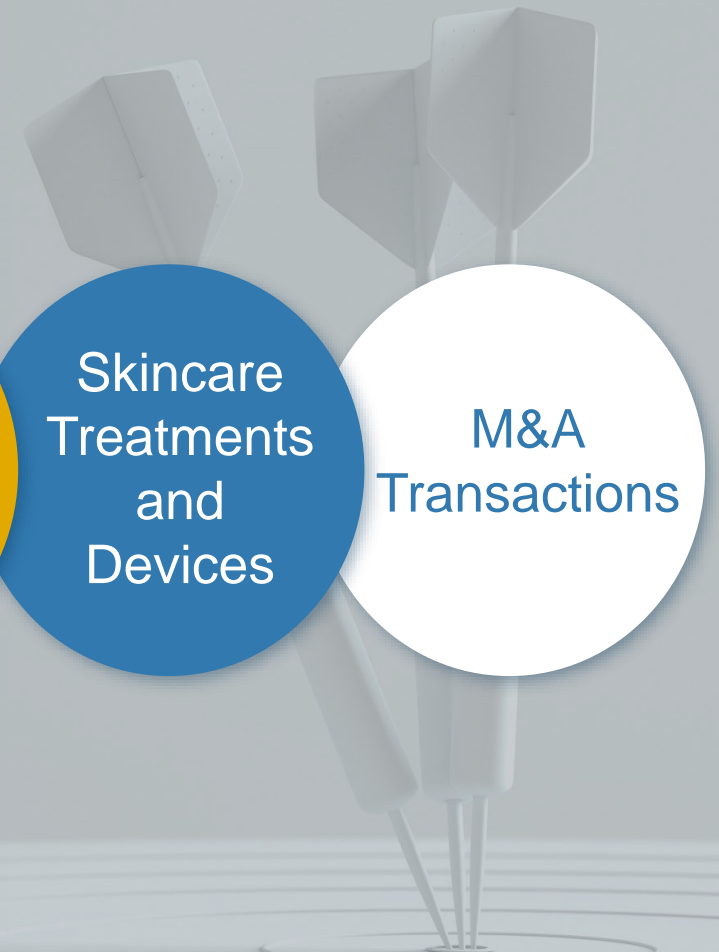 Skincare
Treatments
and
Devices
M&A
Transactions